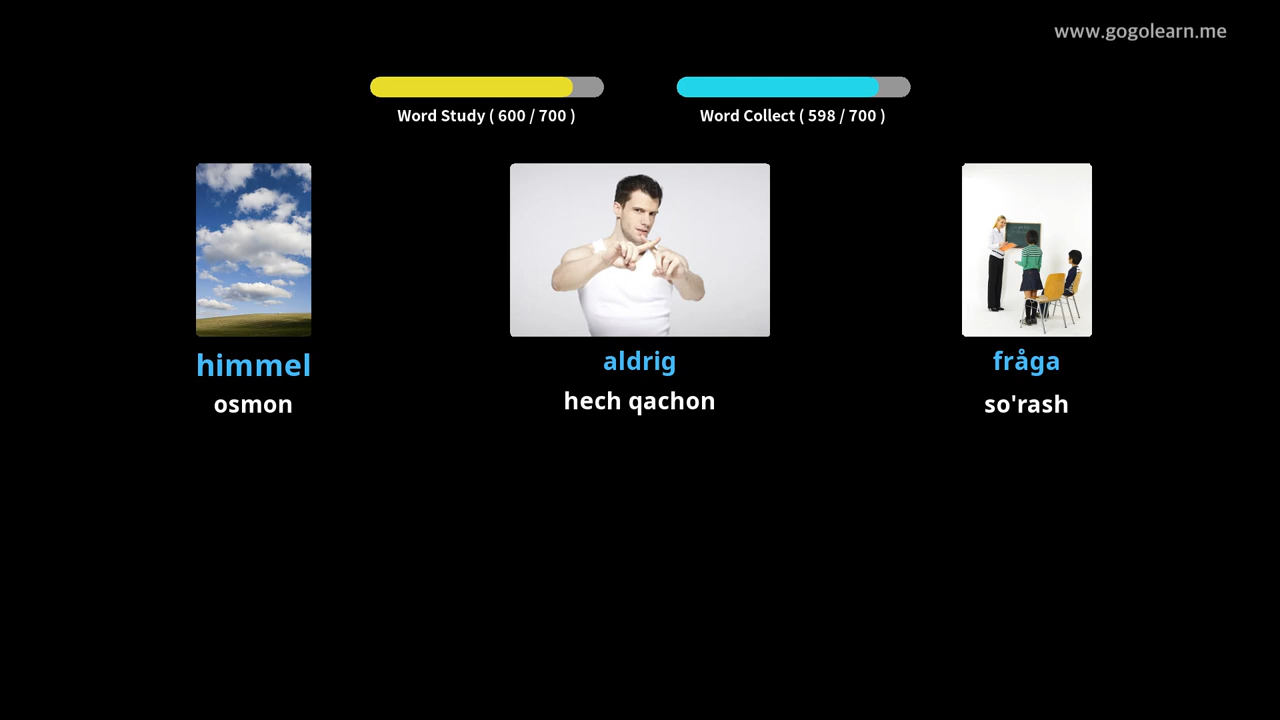 www.gogolearn.me
Word Study ( 600 / 700 )
Word Collect ( 598 / 700 )
himmel
osmon
aldrig
hech qachon
fråga
so'rash